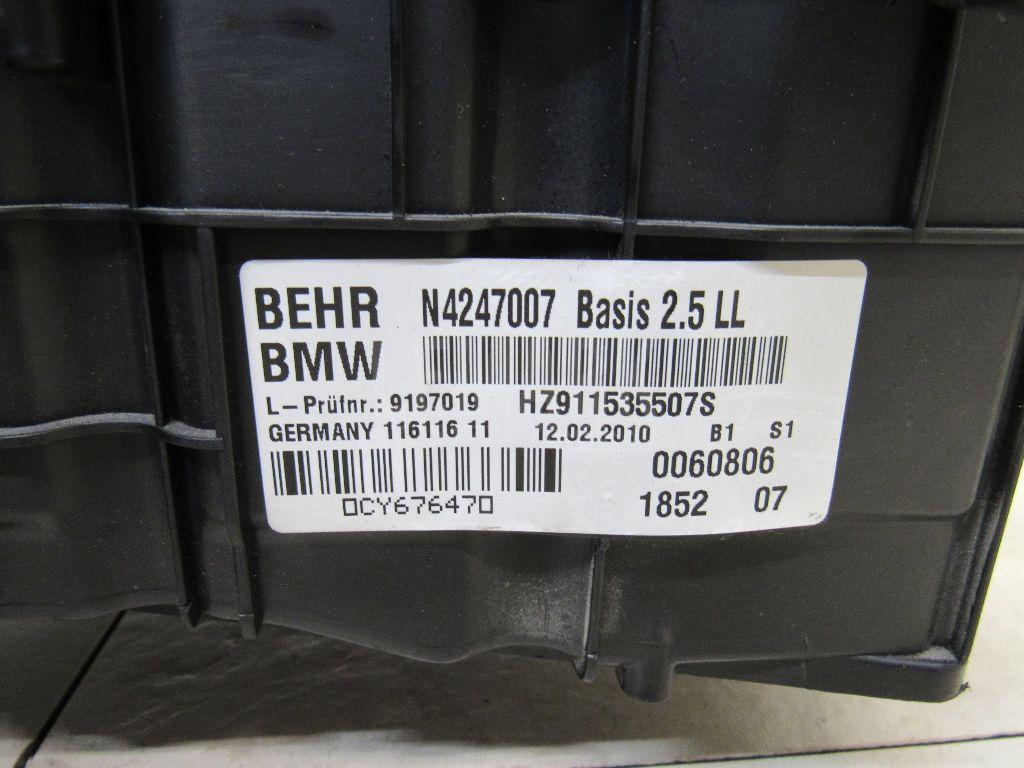 BEHR N4247007 Basis 2.5 LL
BMW
L-Prüfnr.: 9197019 HZ911535507S
GERMANY 116116 11 12.02.2010 B1 S1
0060806
0CY676470
1852 07